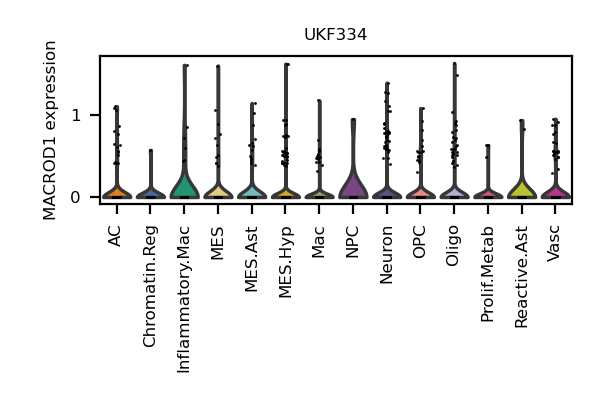 UKF334
MACROD1 expression
1
0
AC
Chromatin.Reg
Inflammatory.Mac
MES
MES.Ast
MES.Hyp
Mac
NPC
Neuron
OPC
Oligo
Prolif.Metab
Reactive.Ast
Vasc